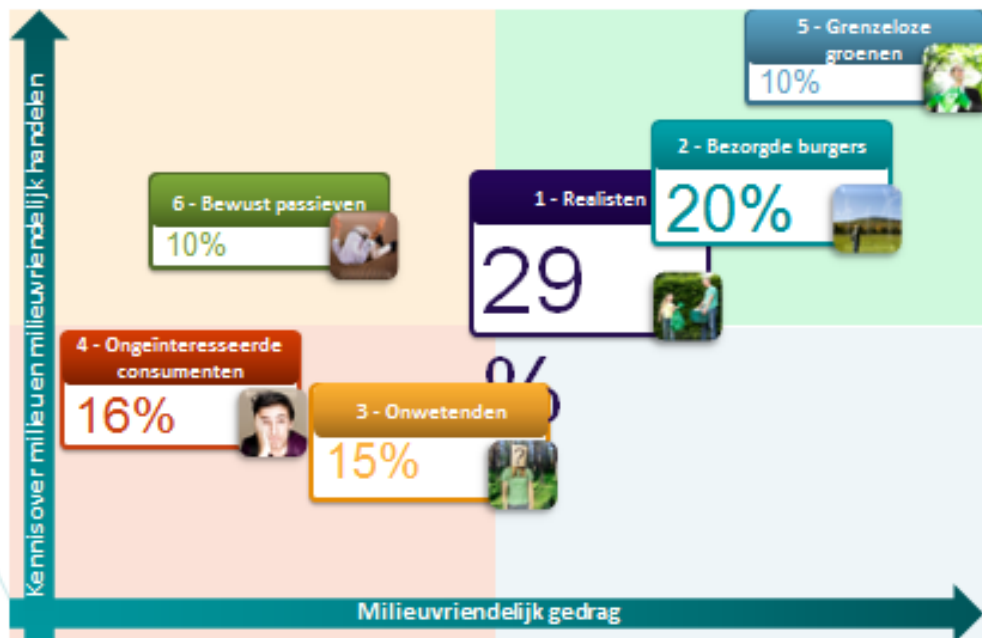 Kennis over milieu en milieuvriendelijk handelen
5 - Grenzeloze
groenen
10%
2 - Bezorgde burgers
20%
6 - Bewust passieven
10%
1 - Realisten
29
%
4 - Ongeïnteresseerde
consumenten
16%
3 - Onwetenden
15%
?
Milieuvriendelijk gedrag